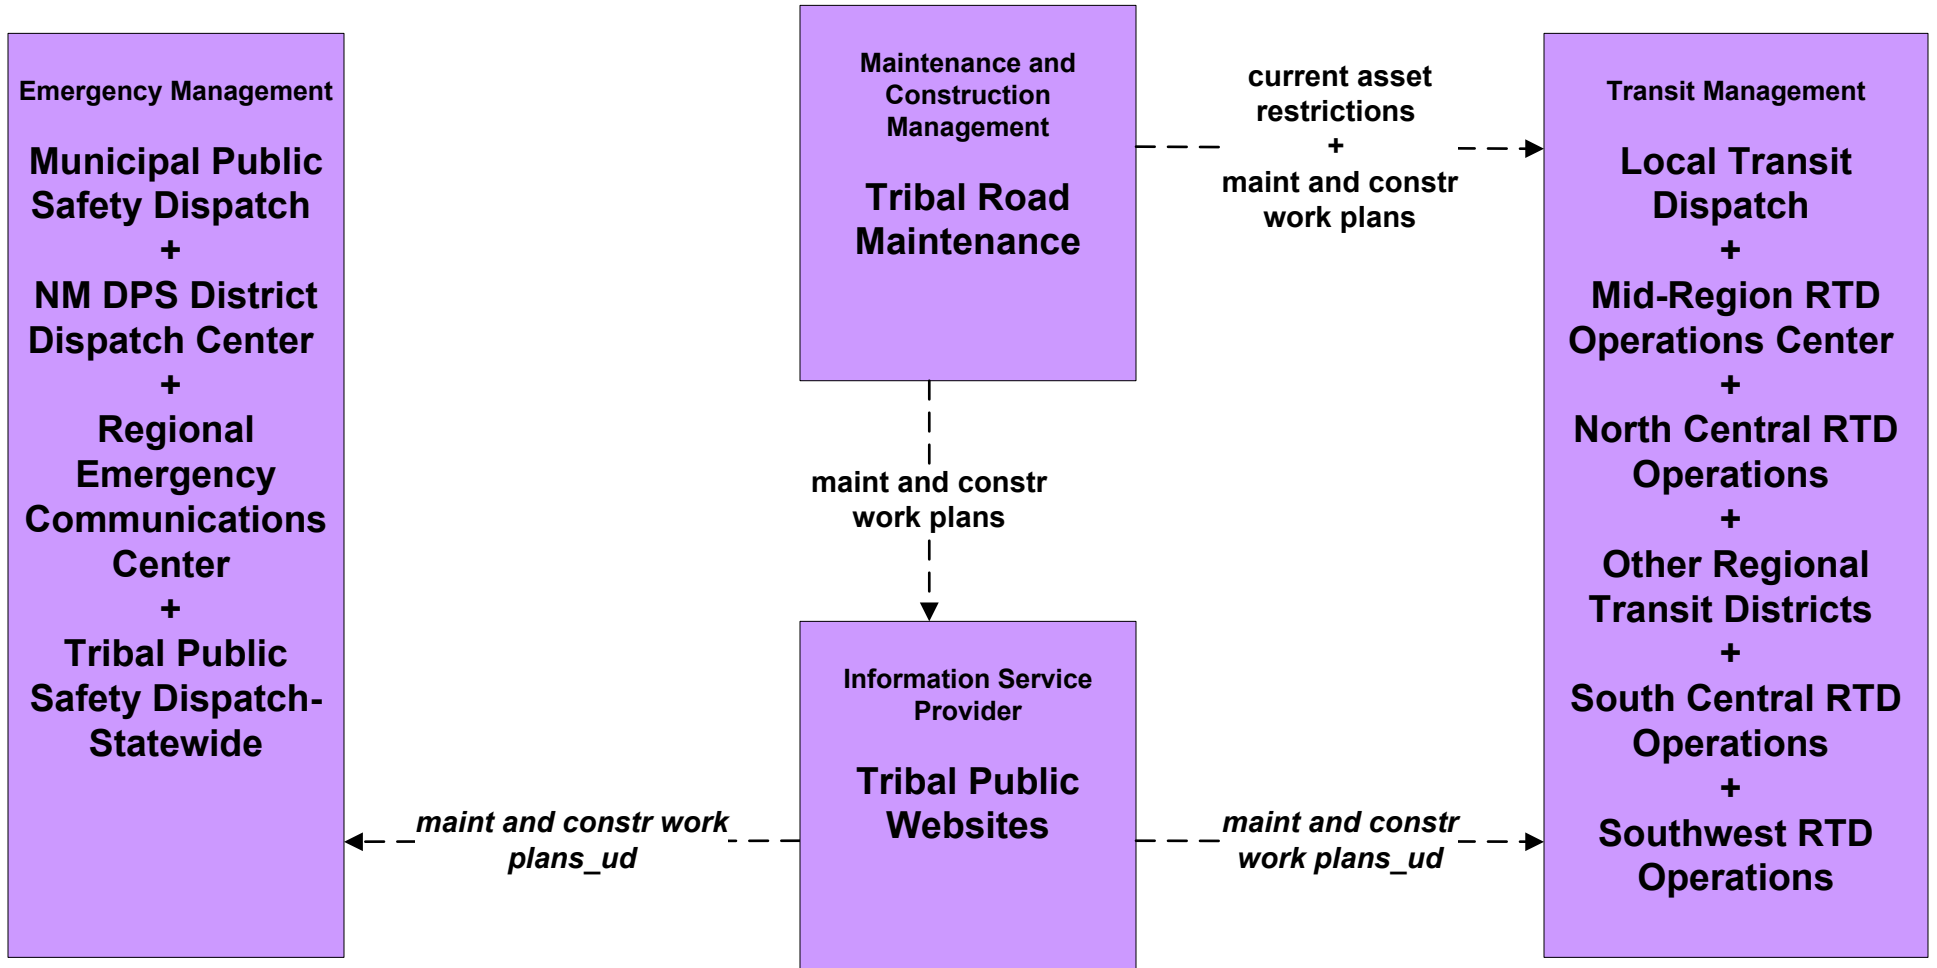 Emergency Management
Municipal Public
Safety Dispatch
+
NM DPS District
Dispatch Center
+
Regional
Emergency
Communications
Center
+
Tribal Public
Safety Dispatch-
Statewide
Maintenance and
Construction
Management
Tribal Road
Maintenance
current asset
restrictions
+
maint and constr
work plans
maint and constr
work plans
Information Service
Provider
Tribal Public
Websites
maint and constr work
plans_ud
maint and constr
work plans_ud
Transit Management
Local Transit
Dispatch
+
Mid-Region RTD
Operations Center
+
North Central RTD
Operations
+
Other Regional
Transit Districts
+
South Central RTD
Operations
+
Southwest RTD
Operations